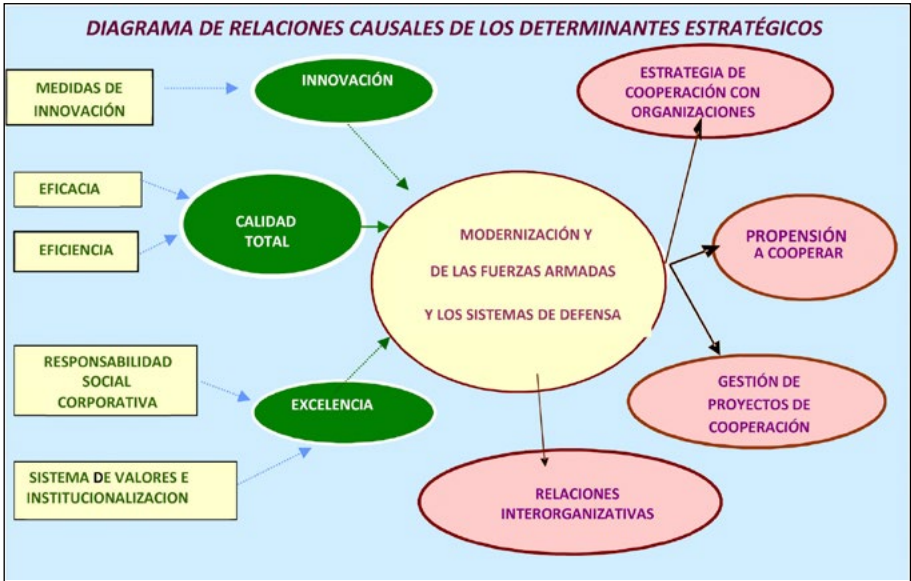 DIAGRAMA DE RELACIONES CAUSALES DE LOS DETERMINANTES ESTRATÉGICOS
MEDIDAS DE
INNOVACIÓN
INNOVACIÓN
ESTRATEGIA DE
COOPERACIÓN CON
ORGANIZACIONES
EFICACIA
EFICIENCIA
CALIDAD
TOTAL
MODERNIZACIÓN Y
DE LAS FUERZAS ARMADAS
Y LOS SISTEMAS DE DEFENSA
PROPENSIÓN
A COOPERAR
RESPONSABILIDAD
SOCIAL
CORPORATIVA
EXCELENCIA
GESTIÓN DE
PROYECTOS DE
COOPERACIÓN
SISTEMA DE VALORES E
INSTITUCIONALIZACION
RELACIONES
INTERORGANIZATIVAS